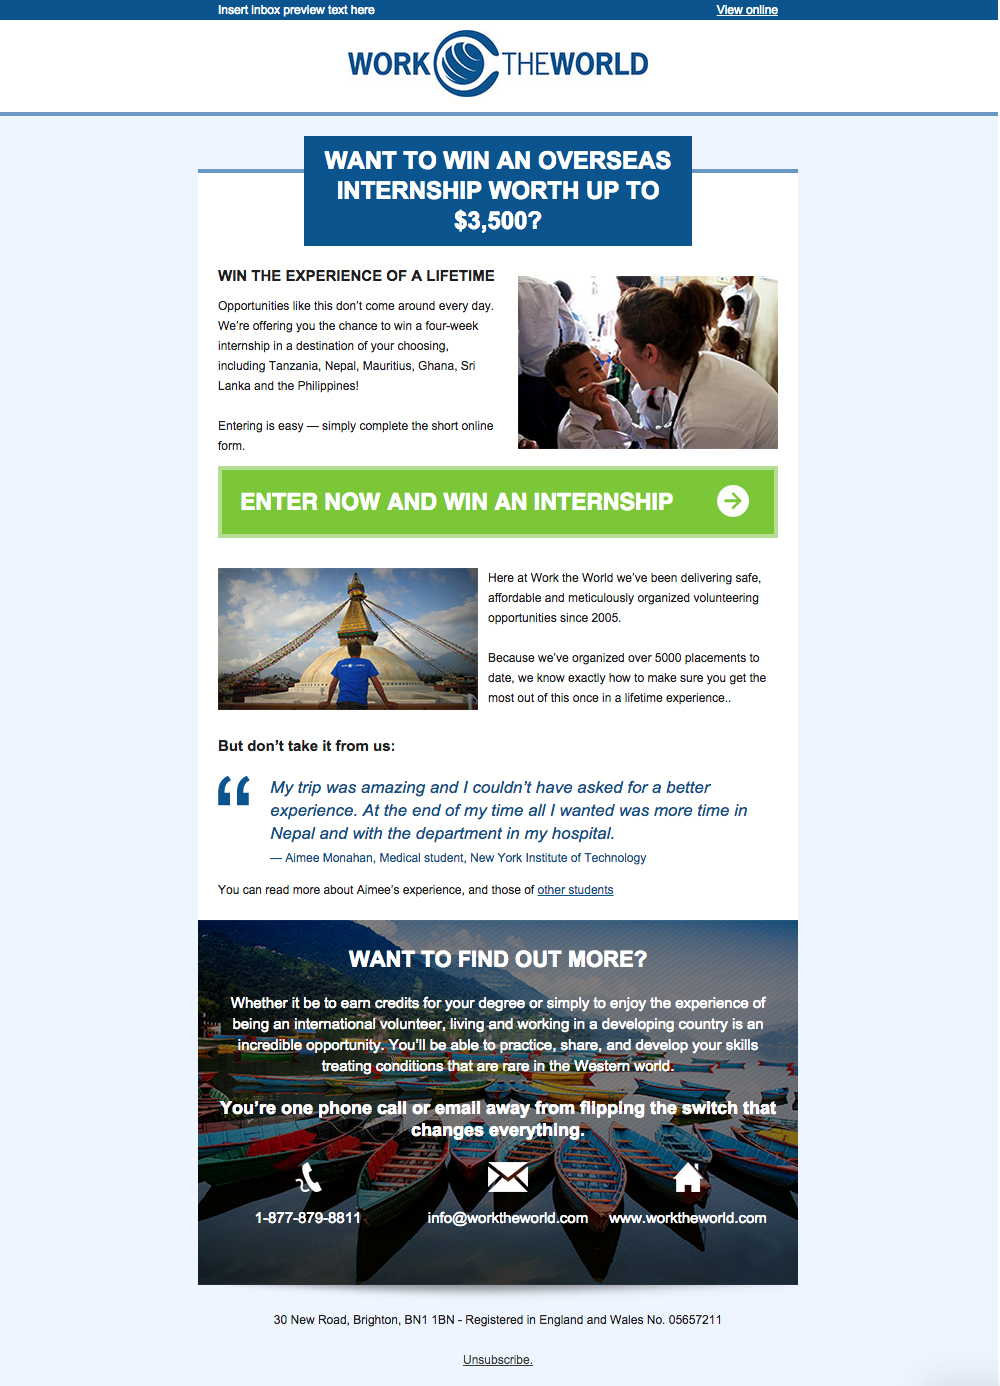 Insert inbox preview text here
View online
WORK THEWORLD
WANT TO WIN AN OVERSEAS
INTERNSHIP WORTH UP TO
$3,500?
WIN THE EXPERIENCE OF A LIFETIME
Opportunities like this don’t come around every day.
We’re offering you the chance to win a four-week
internship in a destination of your choosing,
including Tanzania, Nepal, Mauritius, Ghana, Sri
Lanka and the Philippines!
Entering is easy — simply complete the short online
form.
ENTER NOW AND WIN AN INTERNSHIP
Here at Work the World we’ve been delivering safe,
affordable and meticulously organized volunteering
opportunities since 2005.
Because we’ve organized over 5000 placements to
date, we know exactly how to make sure you get the
most out of this once in a lifetime experience..
But don’t take it from us:
“ My trip was amazing and I couldn’t have asked for a better
experience. At the end of my time all I wanted was more time in
Nepal and with the department in my hospital.
— Aimee Monahan, Medical student, New York Institute of Technology
You can read more about Aimee’s experience, and those of other students
WANT TO FIND OUT MORE?
Whether it be to earn credits for your degree or simply to enjoy the experience of
being an international volunteer, living and working in a developing country is an
incredible opportunity. You’ll be able to practice, share, and develop your skills
treating conditions that are rare in the Western world.
You’re one phone call or email away from flipping the switch that
changes everything.
1-877-879-8811
info@worktheworld.com
www.worktheworld.com
30 New Road, Brighton, BN1 1BN - Registered in England and Wales No. 05657211
Unsubscribe.